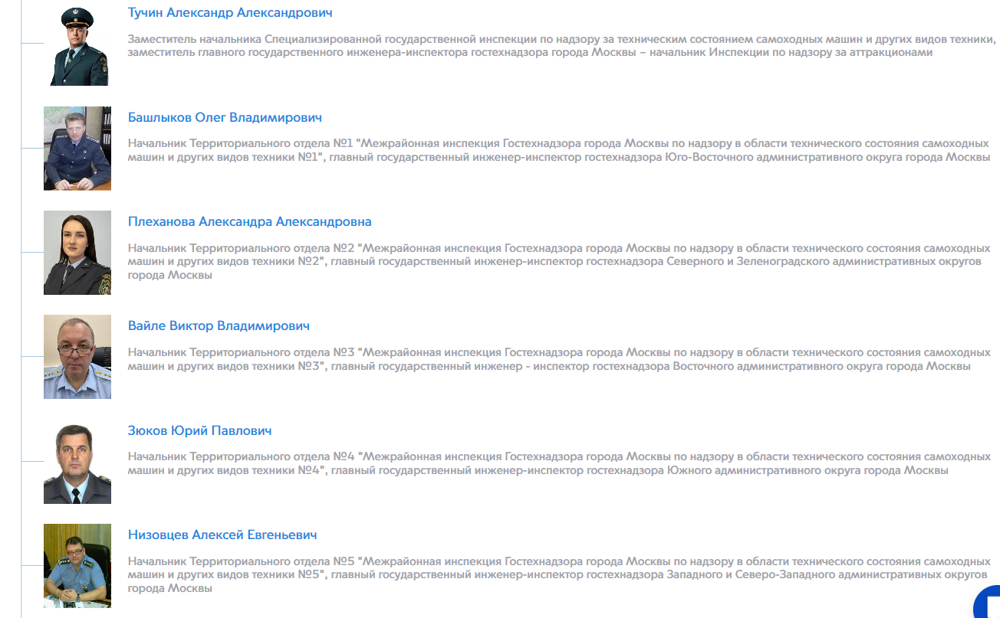 Тучин Александр Александрович
Заместитель начальника Специализированной государственной инспекции по надзору за техническим состоянием самоходных машин и других видов техники,
заместитель главного государственного инженера-инспектора гостехнадзора города Москвы – начальник Инспекции по надзору за аттракционами
Башлыков Олег Владимирович
Начальник Территориального отдела №1 "Межрайонная инспекция Гостехнадзора города Москвы по надзору в области технического состояния самоходных
машин и других видов техники №1", главный государственный инженер-инспектор гостехнадзора Юго-Восточного административного округа города Москвы
Плеханова Александра Александровна
Начальник Территориального отдела №2 "Межрайонная инспекция Гостехнадзора города Москвы по надзору в области технического состояния самоходных
машин и других видов техники №2", главный государственный инженер-инспектор гостехнадзора Северного и Зеленоградского административных округов
города Москвы
Вайле Виктор Владимирович
Начальник Территориального отдела №3 "Межрайонная инспекция Гостехнадзора города Москвы по надзору в области технического состояния самоходных
машин и других видов техники №3", главный государственный инженер - инспектор гостехнадзора Восточного административного округа города Москвы
Зюков Юрий Павлович
Начальник Территориального отдела №4 "Межрайонная инспекция Гостехнадзора города Москвы по надзору в области технического состояния самоходных
машин и других видов техники №4", главный государственный инженер-инспектор гостехнадзора Южного административного округа города Москвы
Низовцев Алексей Евгеньевич
Начальник Территориального отдела №5 "Межрайонная инспекция Гостехнадзора города Москвы по надзору в области технического состояния самоходных
машин и других видов техники №5", главный государственный инженер-инспектор гостехнадзора Западного и Северо-Западного административных округов
города Москвы